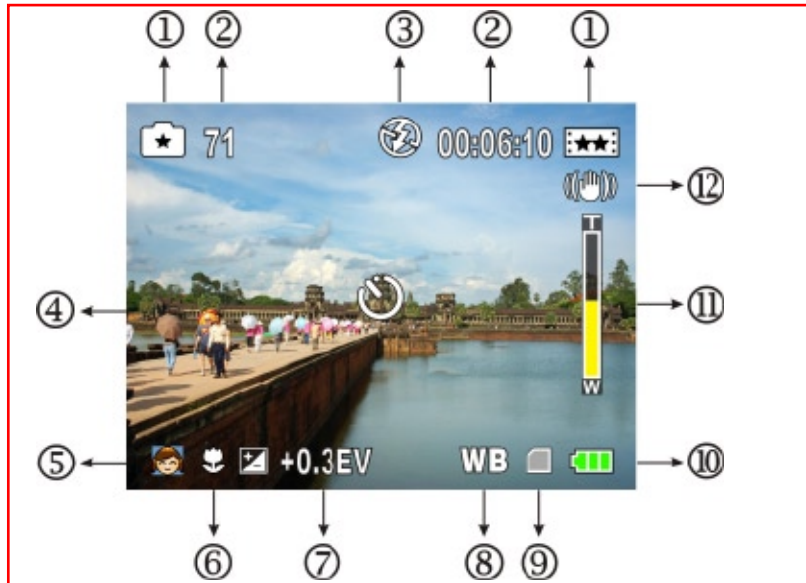 ① ② ③ ② ①
71 00:06:10
⑫
T
④ ⑪
W
⑤ +0.3EV WB ⑩
⑥ ⑦ ⑧ ⑨